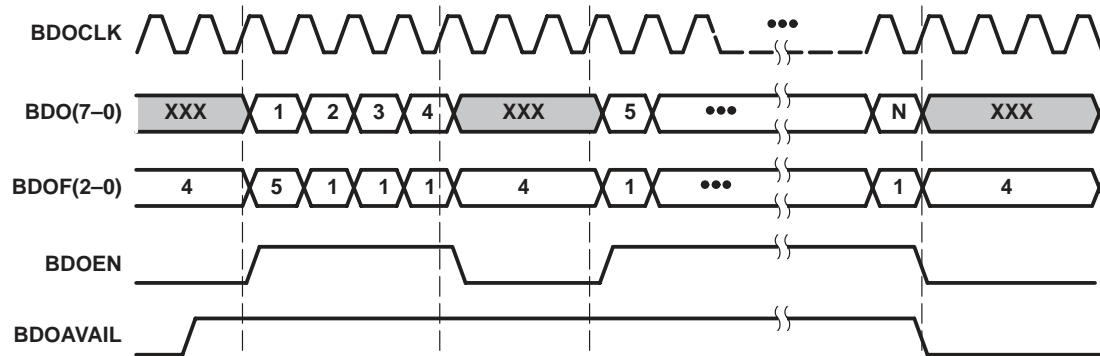 BDOCLK •••
BDO(7–0) XXX 1 2 3 4 XXX 5 ••• N XXX
BDOF(2–0) 4 5 1 1 1 4 1 ••• 1 4
BDOEN
BDOAVAIL